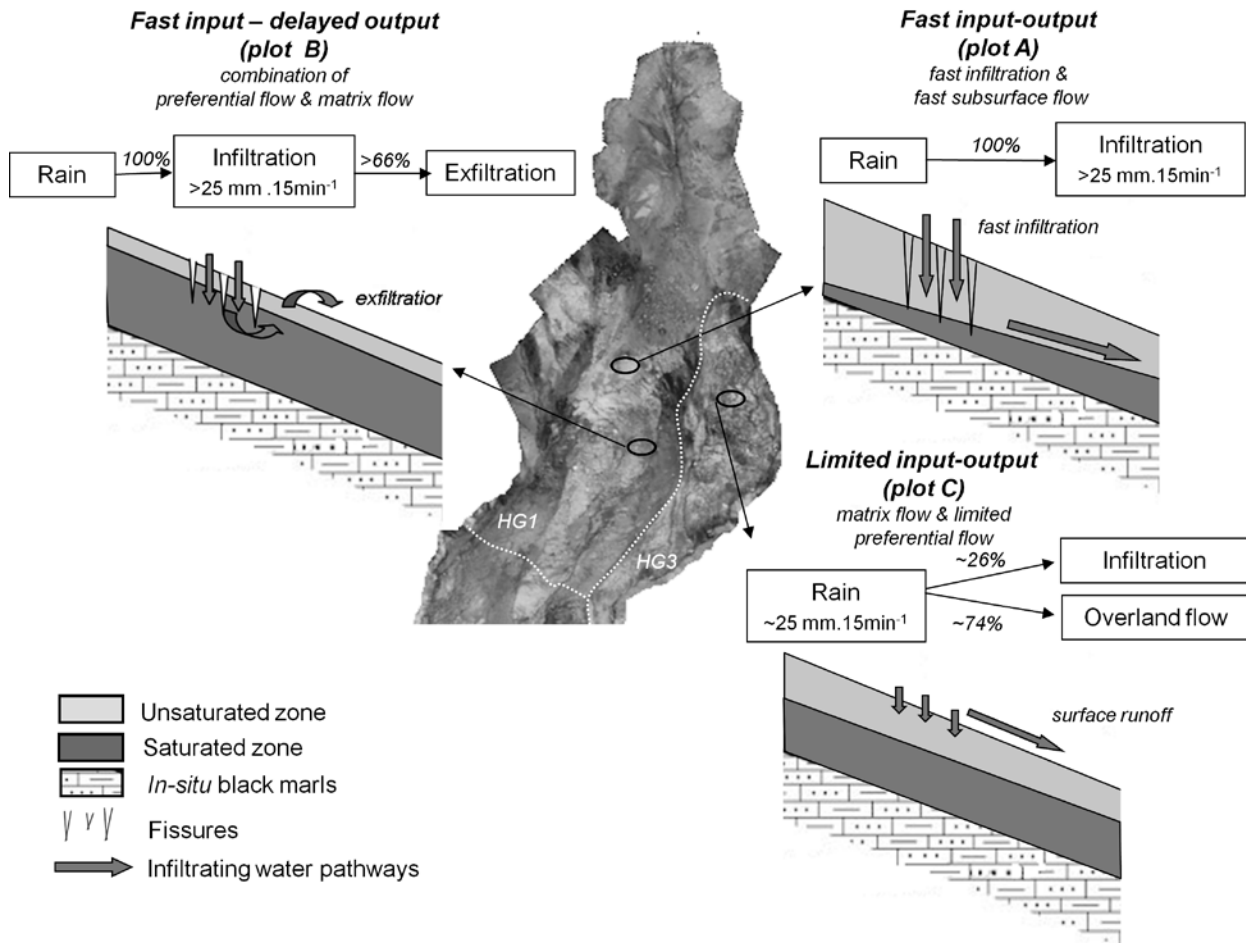 Fast input – delayed output
(plot B)
combination of
preferential flow & matrix flow
Rain
100%
Infiltration
>25 mm .15min⁻¹
>66%
Exfiltration
exfiltration
Fast input-output
(plot A)
fast infiltration &
fast subsurface flow
Rain
100%
Infiltration
>25 mm.15min⁻¹
fast infiltration
HG1
HG3
Limited input-output
(plot C)
matrix flow & limited
preferential flow
Rain
~25 mm.15min⁻¹
~26%
Infiltration
~74%
Overland flow
surface runoff
Unsaturated zone
Saturated zone
In-situ black marls
Fissures
Infiltrating water pathways